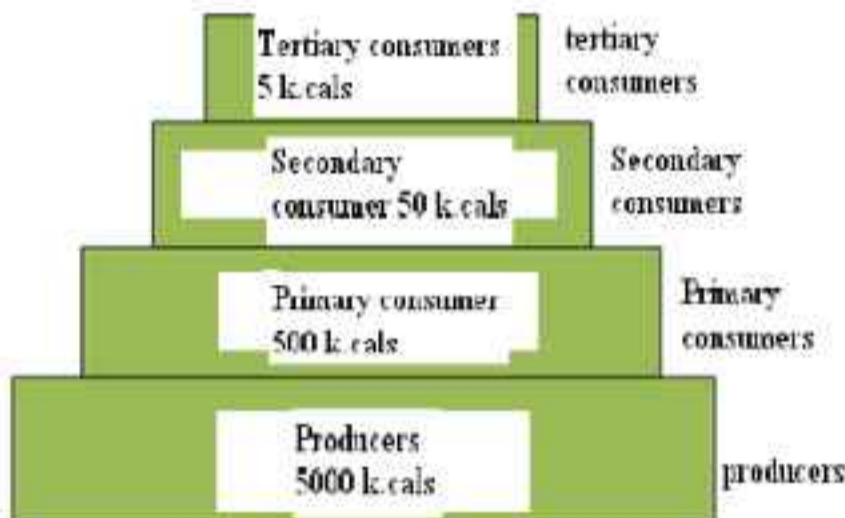 Tertiary consumers
5 k.cals
tertiary
consumers
Secondary
consumer 50 k.cals
Secondary
consumers
Primary consumer
500 k.cals
Primary
consumers
Producers
5000 k.cals
producers